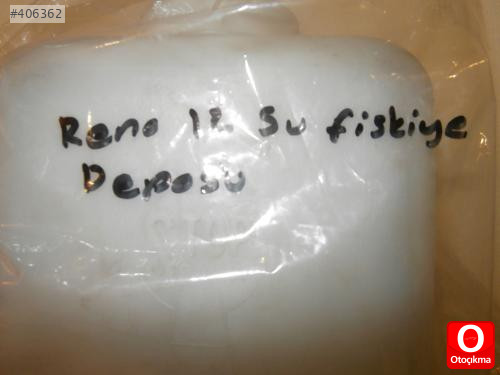 #406362
Reno 12 Su fiskiye
Deposu
O
Otoçıkma